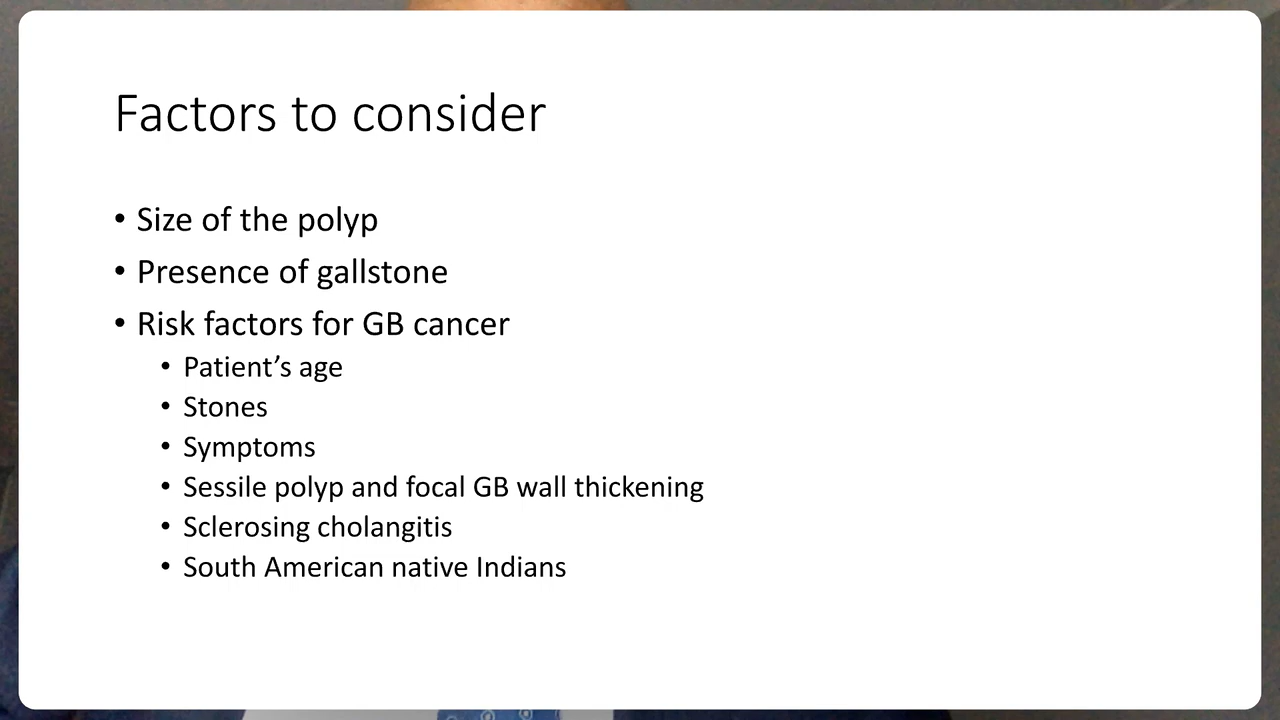 Factors to consider
• Size of the polyp
• Presence of gallstone
• Risk factors for GB cancer
• Patient’s age
• Stones
• Symptoms
• Sessile polyp and focal GB wall thickening
• Sclerosing cholangitis
• South American native Indians